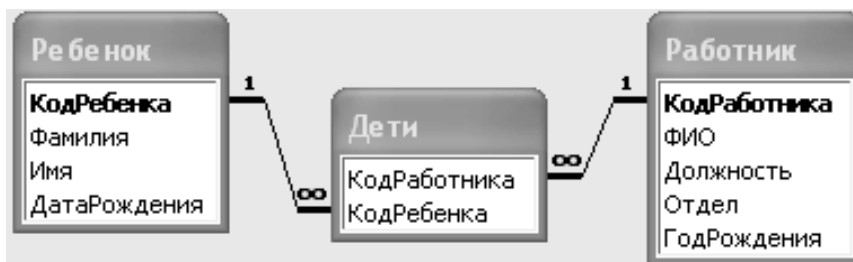 Ребенок
КодРебенка
Фамилия
Имя
ДатаРождения
1
∞
Дети
КодРаботника
КодРебенка
∞
1
Работник
КодРаботника
ФИО
Должность
Отдел
ГодРождения